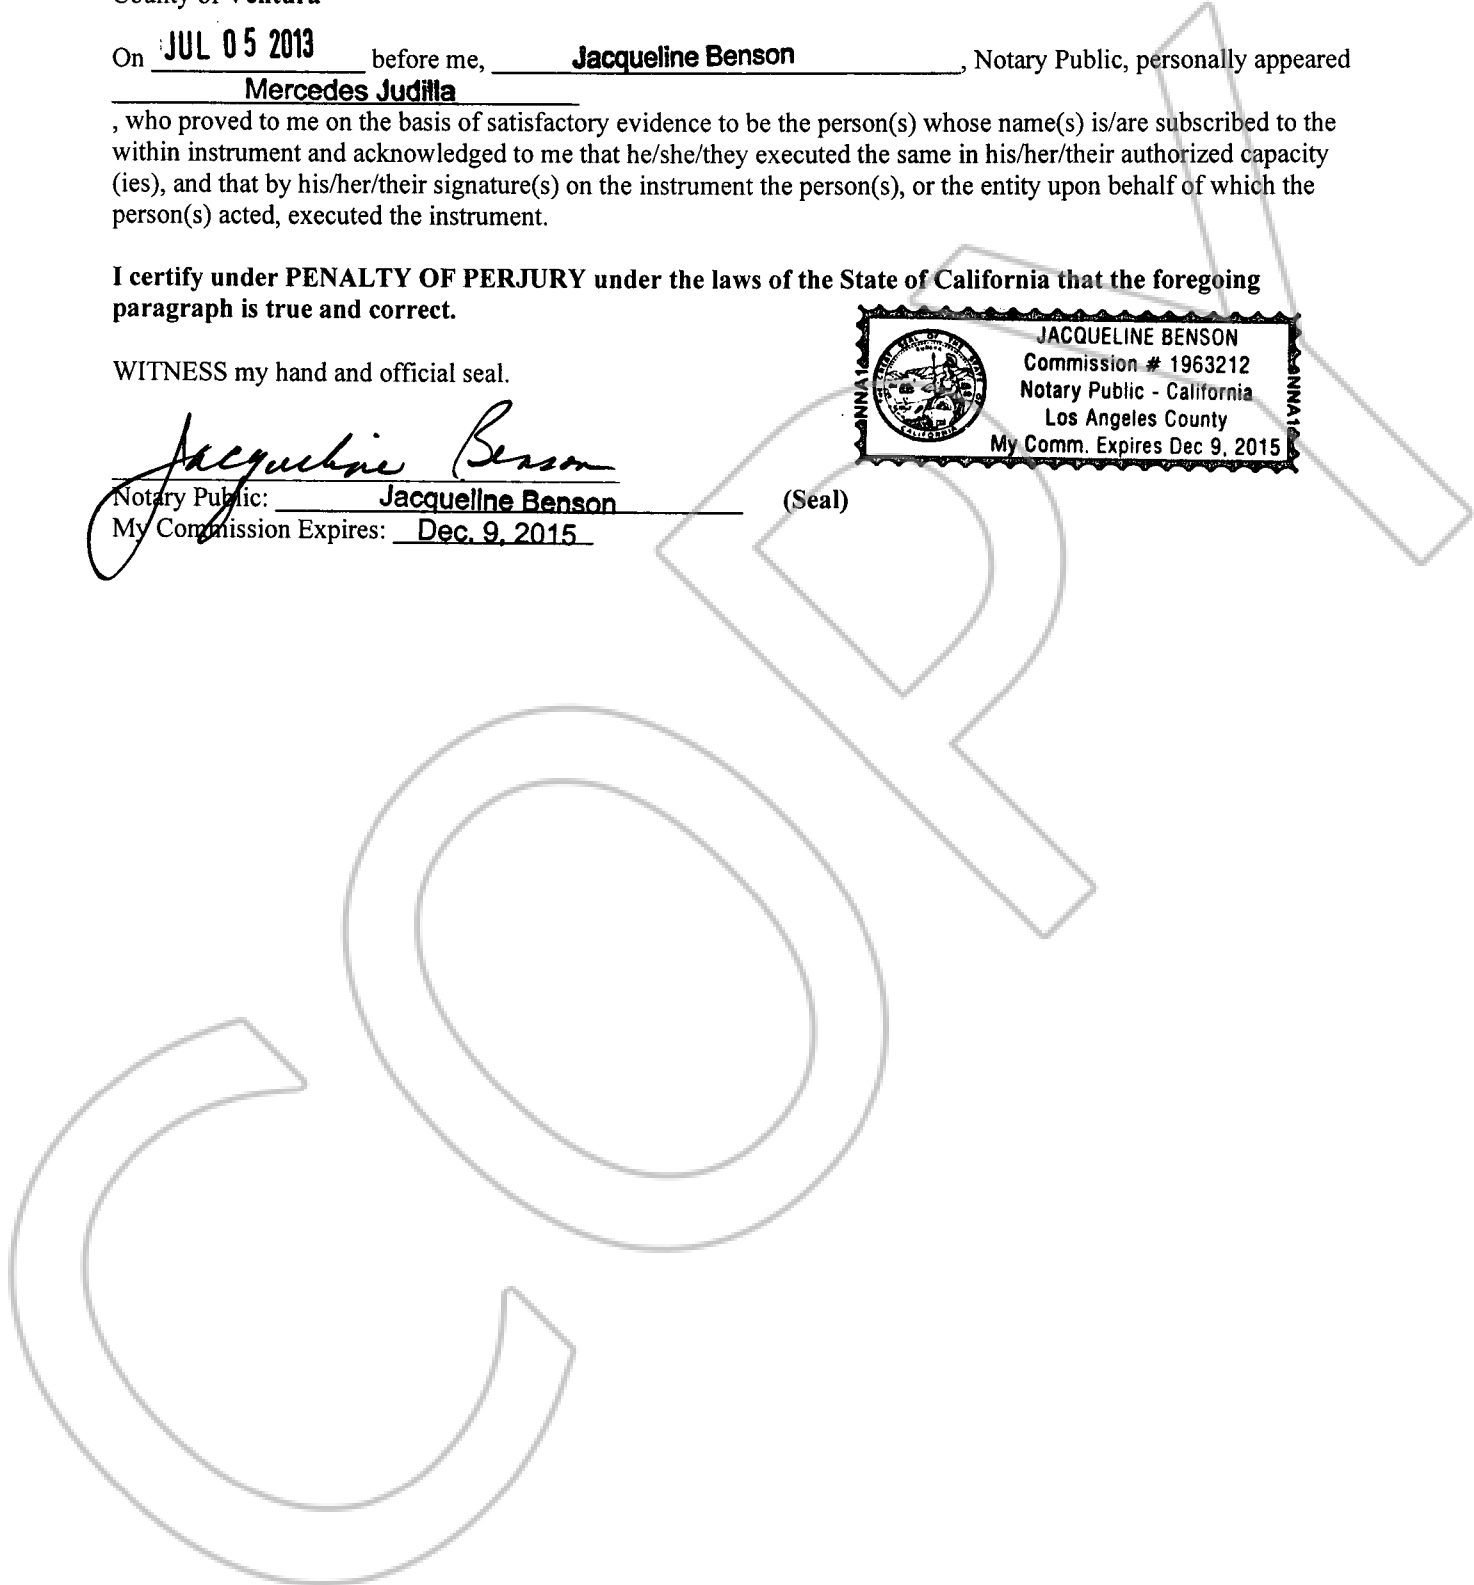 County of Ventura
On JUL 05 2013 before me, Jacqueline Benson, Notary Public, personally appeared
Mercedes Judilla
, who proved to me on the basis of satisfactory evidence to be the person(s) whose name(s) is/are subscribed to the
within instrument and acknowledged to me that he/she/they executed the same in his/her/their authorized capacity
(ies), and that by his/her/their signature(s) on the instrument the person(s), or the entity upon behalf of which the
person(s) acted, executed the instrument.
I certify under PENALTY OF PERJURY under the laws of the State of California that the foregoing
paragraph is true and correct.
WITNESS my hand and official seal.
JACQUELINE BENSON
Commission # 1963212
Notary Public - California
Los Angeles County
My Comm. Expires Dec 9, 2015
Jacqueline Benson
Notary Public: Jacqueline Benson (Seal)
My Commission Expires: Dec. 9, 2015
COPY